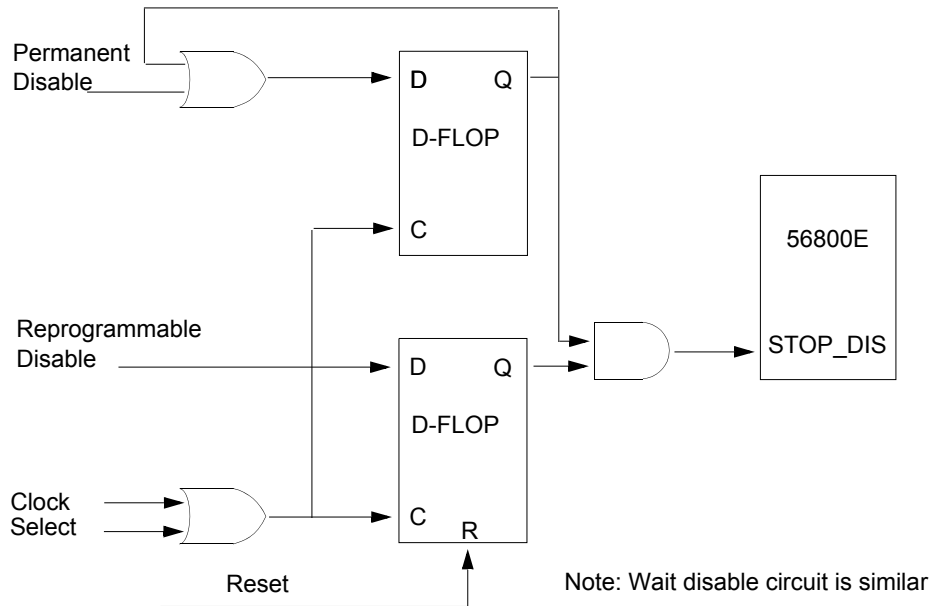 Permanent
Disable
D
Q
D-FLOP
C
56800E
STOP_DIS
Reprogrammable
Disable
D
Q
D-FLOP
C
R
Clock
Select
Reset
Note: Wait disable circuit is similar